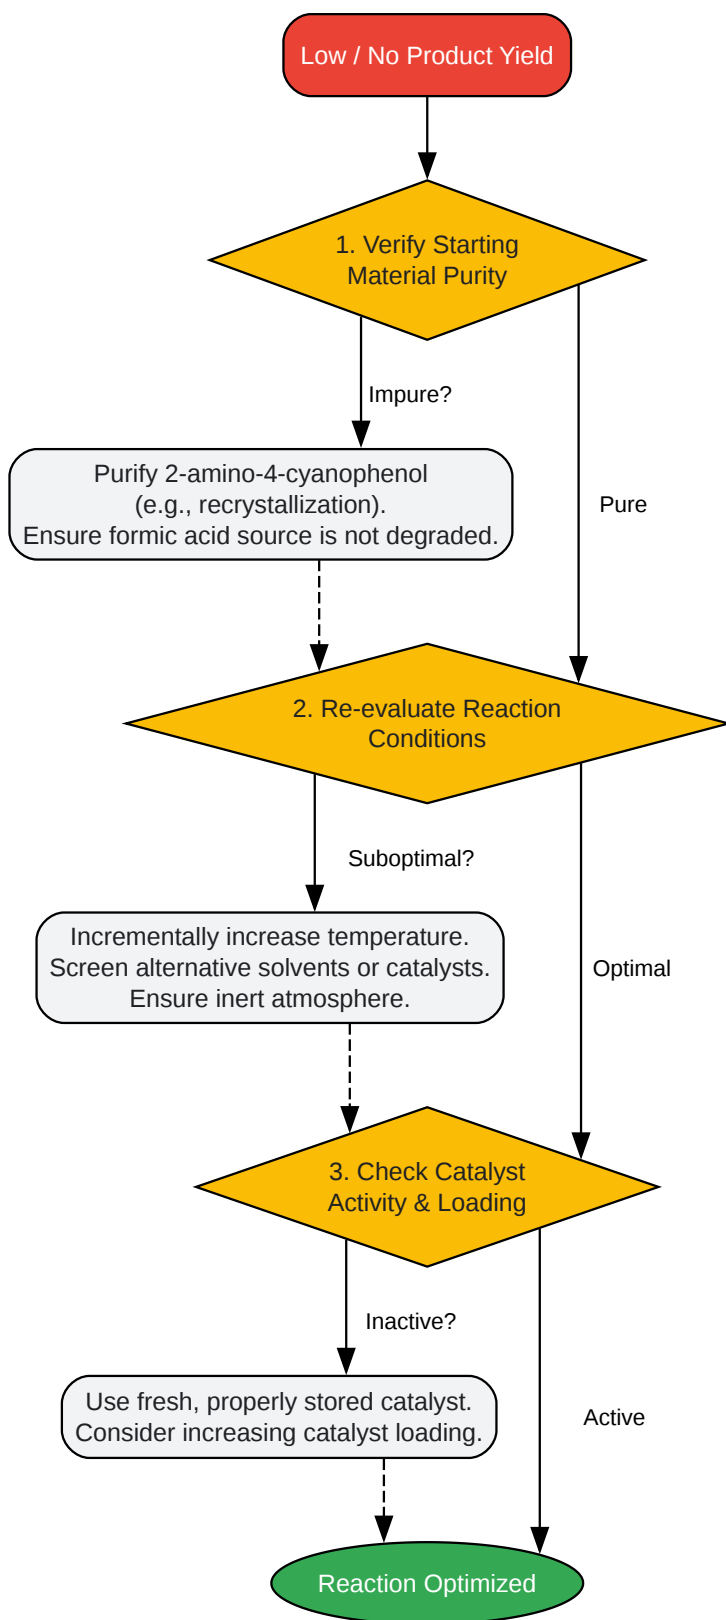 Low / No Product Yield
1. Verify Starting
Material Purity
Impure?
Purify 2-amino-4-cyanophenol
(e.g., recrystallization).
Ensure formic acid source is not degraded.
Pure
2. Re-evaluate Reaction
Conditions
Suboptimal?
Incrementally increase temperature.
Screen alternative solvents or catalysts.
Ensure inert atmosphere.
Optimal
3. Check Catalyst
Activity & Loading
Inactive?
Use fresh, properly stored catalyst.
Consider increasing catalyst loading.
Active
Reaction Optimized